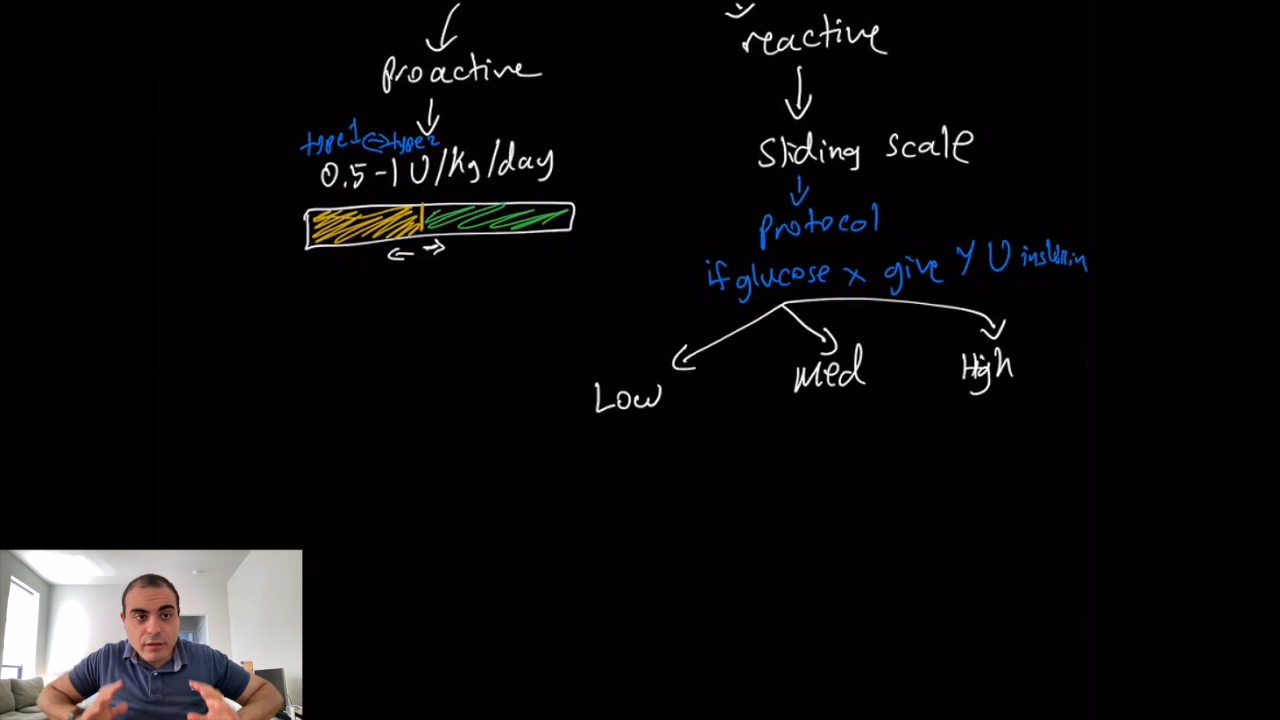 Proactive
type1 ↔ type2
0.5-1 U/kg/day
reactive
Sliding scale
protocol
if glucose x give Y U insulin
Low
Med
High